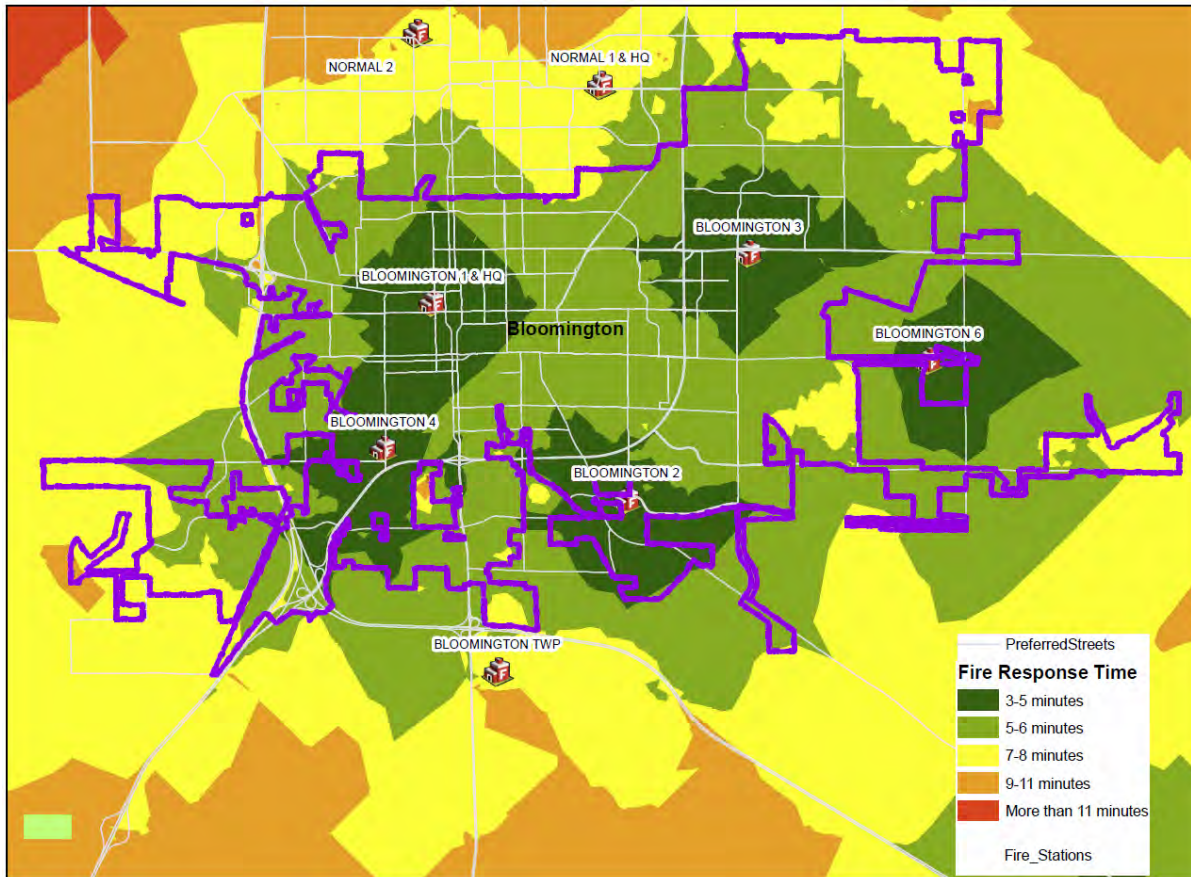 NORMAL 2
NORMAL 1 & HQ
BLOOMINGTON 3
BLOOMINGTON 1 & HQ
Bloomington
BLOOMINGTON 6
BLOOMINGTON 4
BLOOMINGTON 2
BLOOMINGTON TWP
PreferredStreets
Fire Response Time
3-5 minutes
5-6 minutes
7-8 minutes
9-11 minutes
More than 11 minutes
Fire_Stations